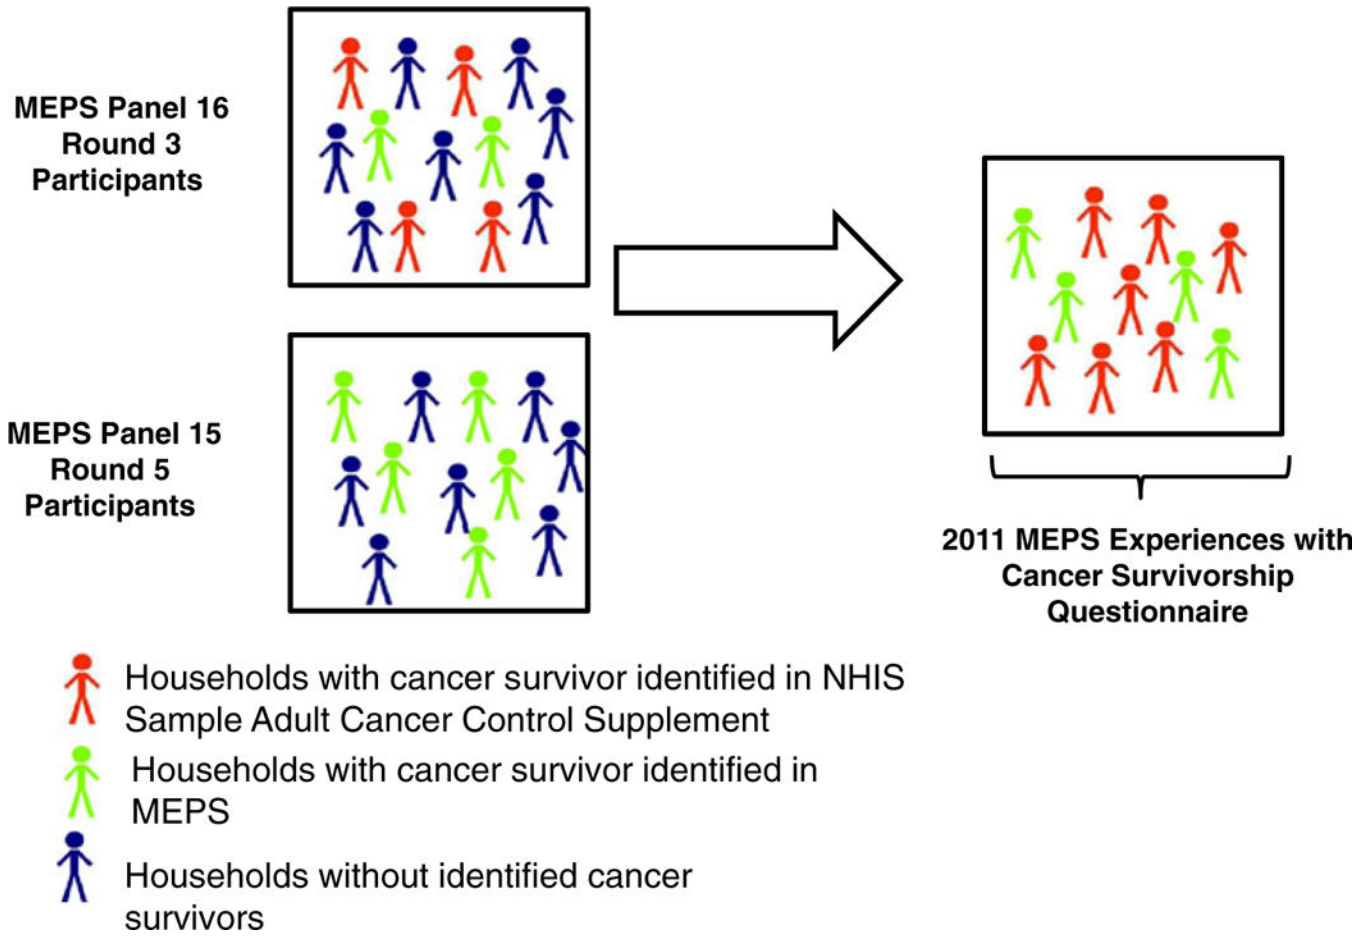 MEPS Panel 16
Round 3
Participants
MEPS Panel 15
Round 5
Participants
2011 MEPS Experiences with
Cancer Survivorship
Questionnaire
Households with cancer survivor identified in NHIS
Sample Adult Cancer Control Supplement
Households with cancer survivor identified in
MEPS
Households without identified cancer
survivors